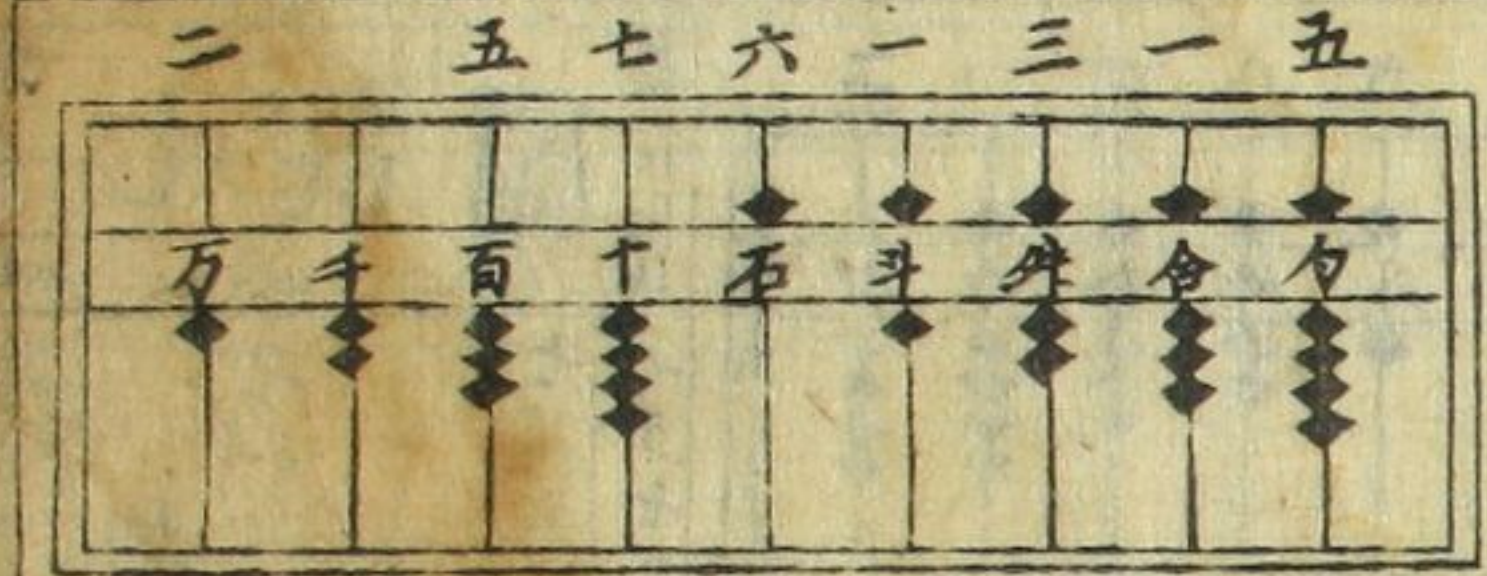 二 五 七 六 一 三 一 五
万 千 百 十 石 斗 升 合 勺